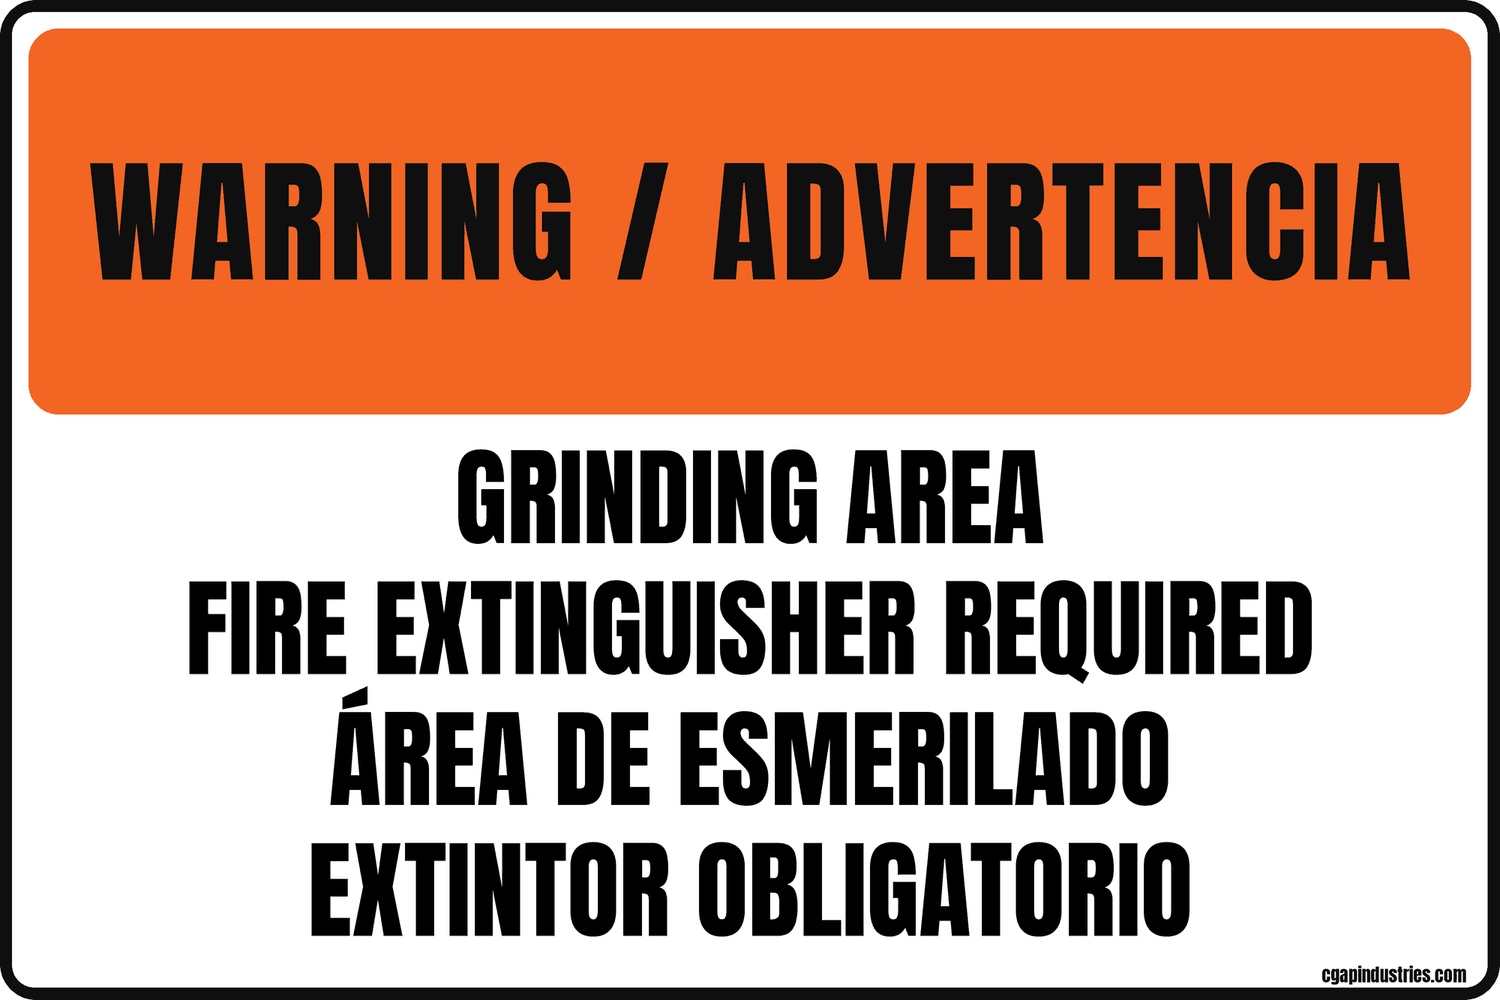 WARNING / ADVERTENCIA
GRINDING AREA
FIRE EXTINGUISHER REQUIRED
ÁREA DE ESMERILADO
EXTINTOR OBLIGATORIO
cgapindustries.com